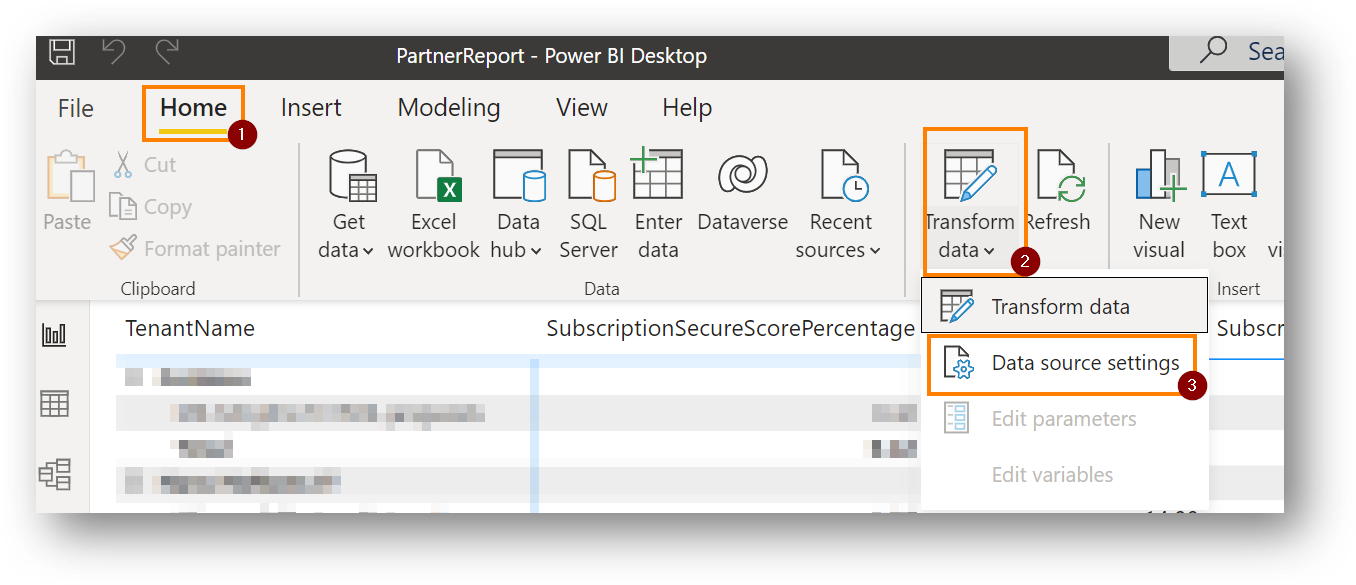 PartnerReport - Power BI Desktop
Sea
File Home Insert Modeling View Help
1
Paste
Cut
Copy
Format painter
Clipboard
Get data
Excel workbook
X
Data hub
SQL Server
Enter data
Dataverse
Recent sources
Data
Transform data
2
Refresh
New visual
A
Text box
vi
Insert
Transform data
Data source settings
3
Edit parameters
Edit variables
TenantName SubscriptionSecureScorePercentage Subscr